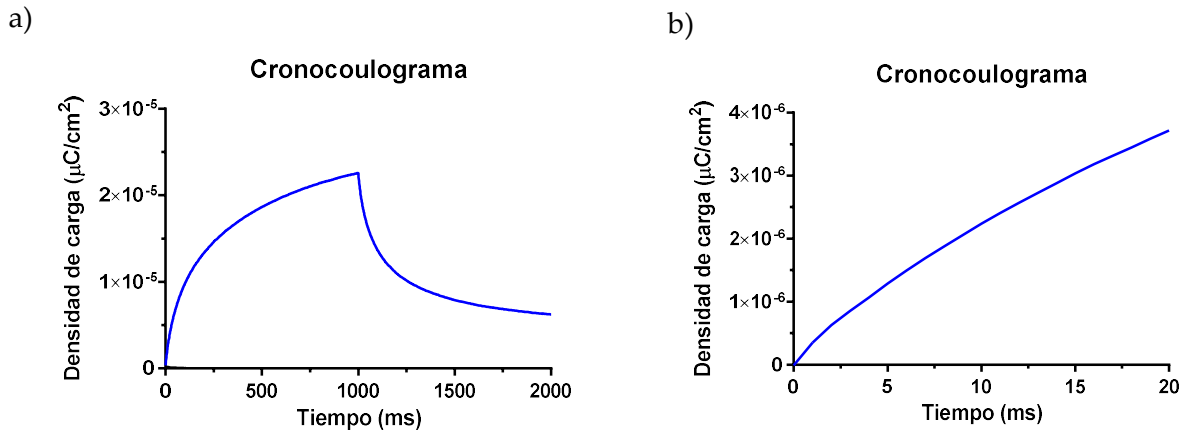 a)
Cronocoulograma
Densidad de carga (μC/cm²)
3×10⁻⁵
2×10⁻⁵
1×10⁻⁵
0
0 500 1000 1500 2000
Tiempo (ms)
b)
Cronocoulograma
Densidad de carga (μC/cm²)
4×10⁻⁶
3×10⁻⁶
2×10⁻⁶
1×10⁻⁶
0
0 5 10 15 20
Tiempo (ms)